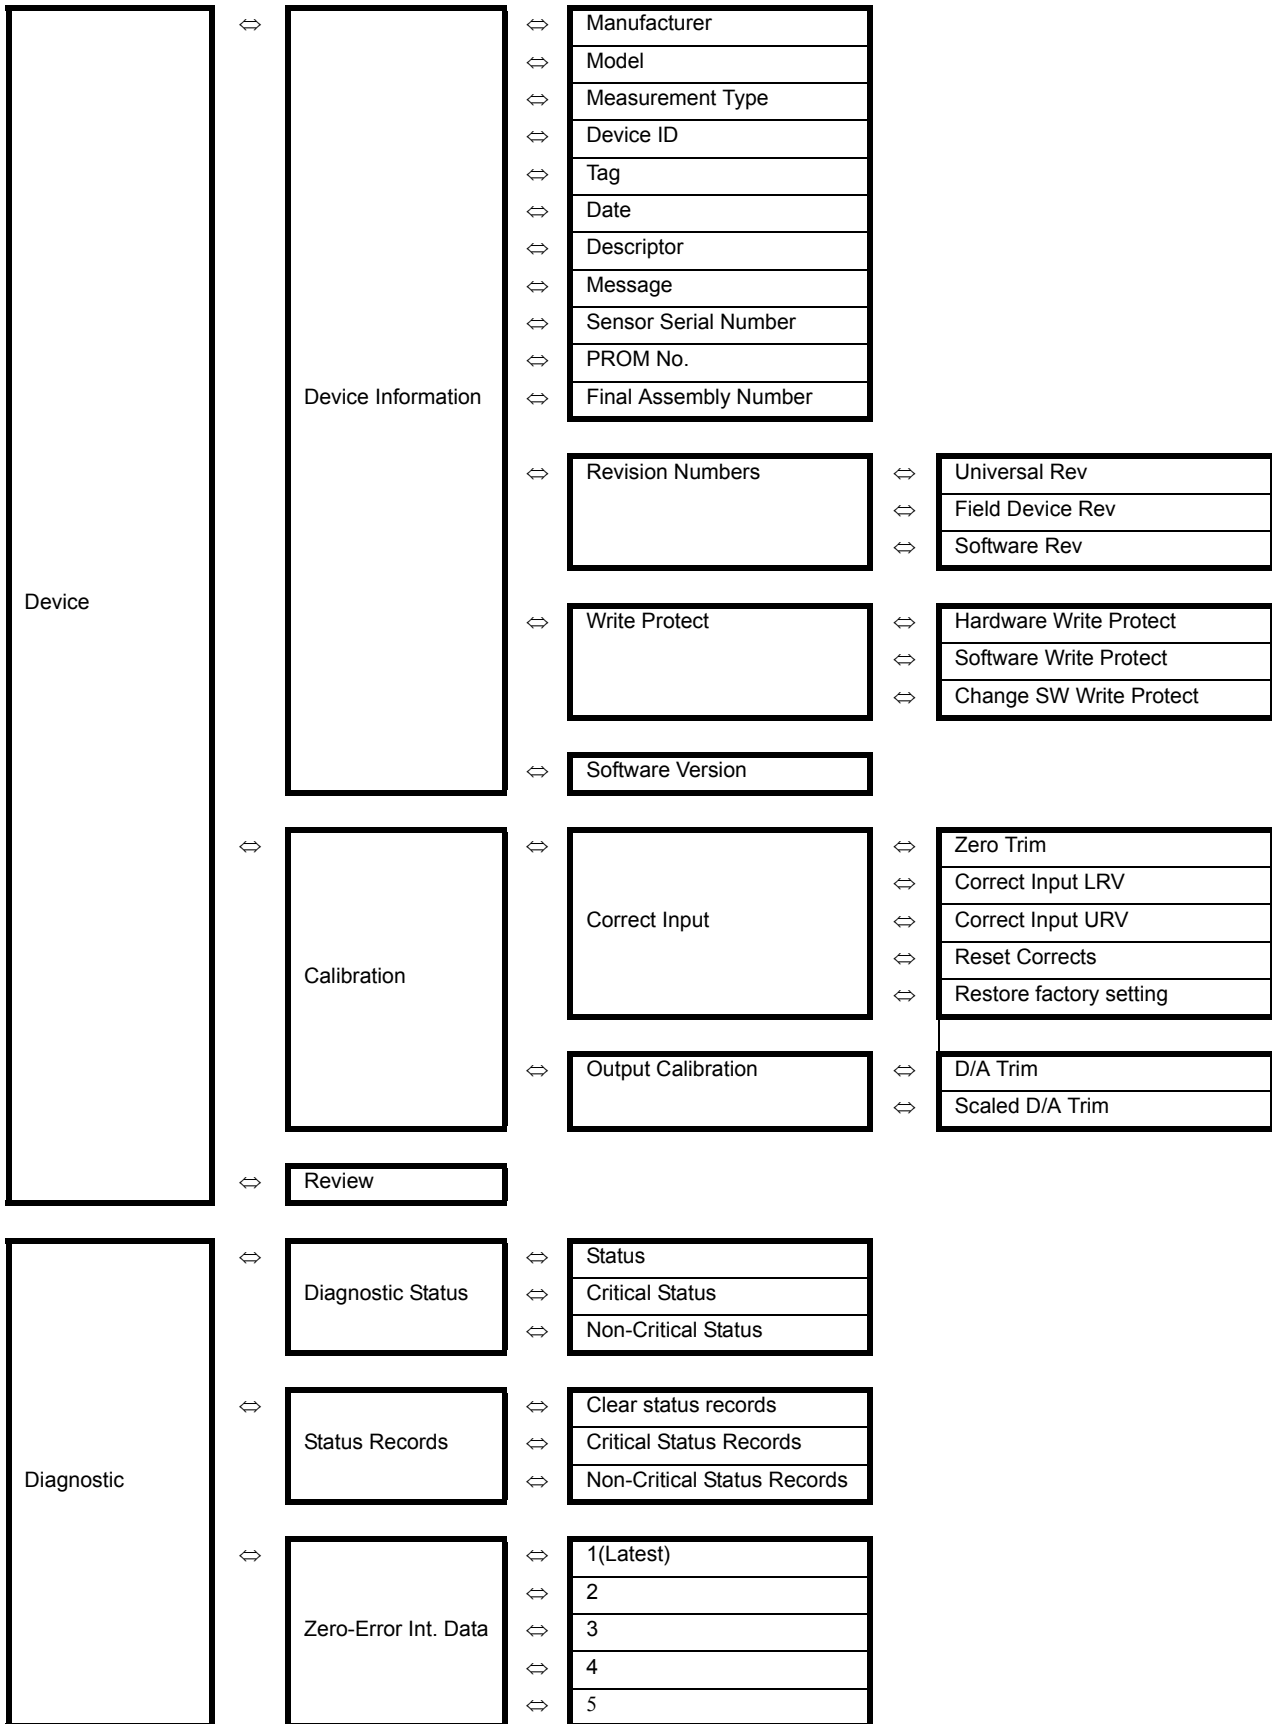 Manufacturer
Model
Measurement Type
Device ID
Tag
Date
Descriptor
Message
Sensor Serial Number
PROM No.
Device Information ⇔ Final Assembly Number
⇔ Revision Numbers ⇔ Universal Rev
⇔ Field Device Rev
⇔ Software Rev
Device
⇔ Write Protect ⇔ Hardware Write Protect
⇔ Software Write Protect
⇔ Change SW Write Protect
⇔ Software Version
⇔ ⇔ ⇔ Zero Trim
⇔ Correct Input LRV
Correct Input ⇔ Correct Input URV
⇔ Reset Corrects
Calibration
⇔ Restore factory setting
⇔ Output Calibration ⇔ D/A Trim
⇔ Scaled D/A Trim
⇔ Review
⇔ ⇔ Status
Diagnostic Status ⇔ Critical Status
⇔ Non-Critical Status
⇔ ⇔ Clear status records
Status Records ⇔ Critical Status Records
Diagnostic ⇔ Non-Critical Status Records
⇔ ⇔ 1(Latest)
⇔ 2
Zero-Error Int. Data ⇔ 3
⇔ 4
⇔ 5